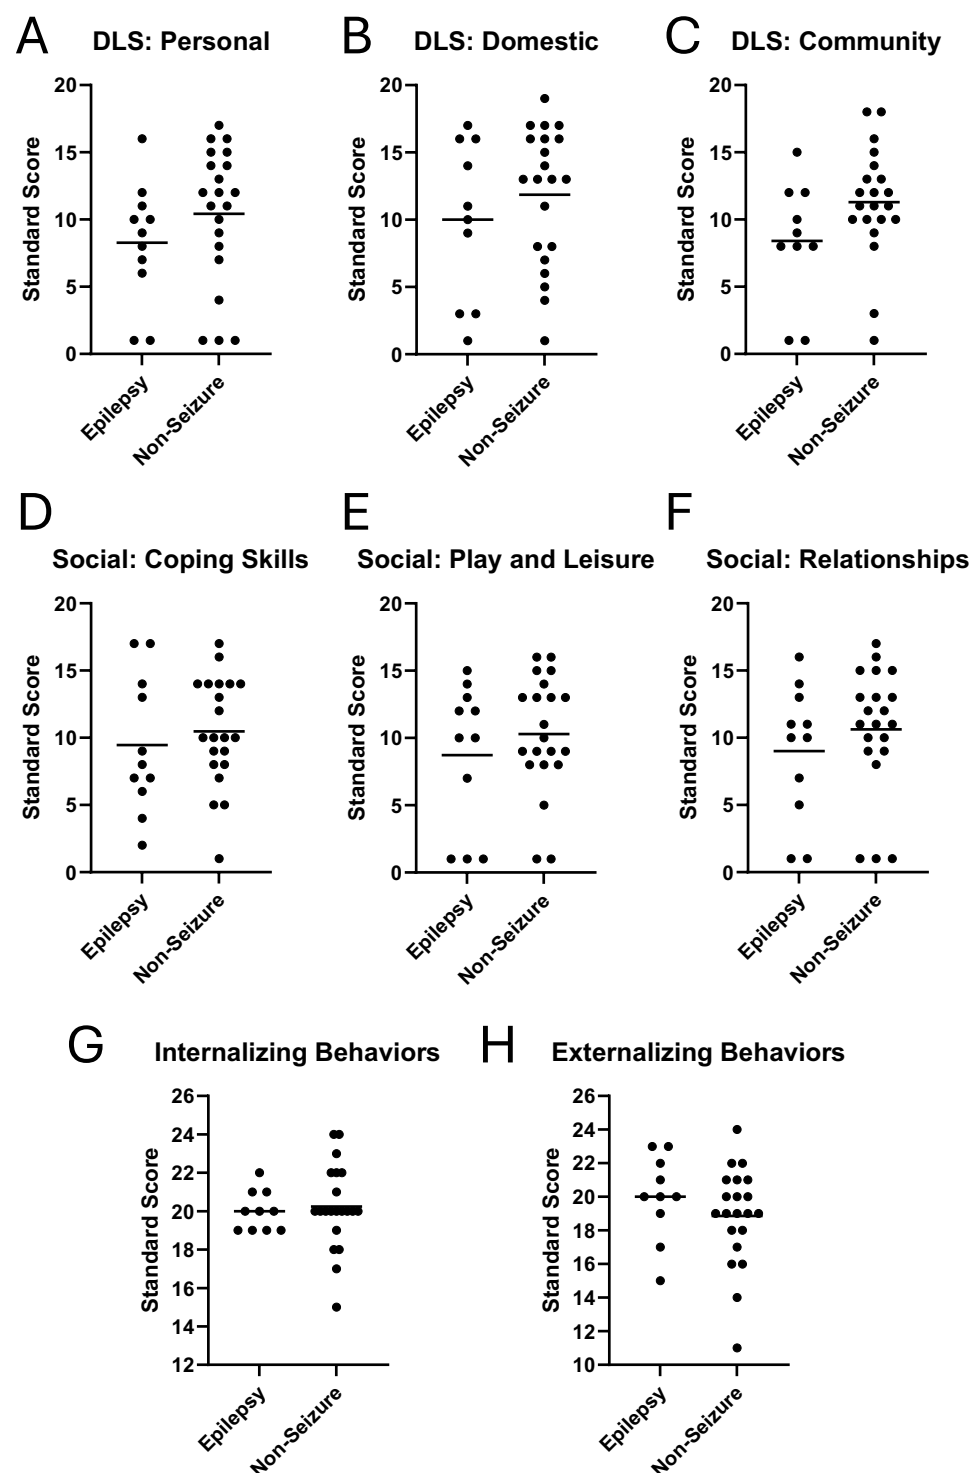 A DLS: Personal
B DLS: Domestic
C DLS: Community
20
15
10
5
0
Standard Score
Epilepsy
Non-Seizure
20
15
10
5
0
Standard Score
Epilepsy
Non-Seizure
20
15
10
5
0
Standard Score
Epilepsy
Non-Seizure
D
Social: Coping Skills
E
Social: Play and Leisure
F
Social: Relationships
20
15
10
5
0
Standard Score
Epilepsy
Non-Seizure
20
15
10
5
0
Standard Score
Epilepsy
Non-Seizure
20
15
10
5
0
Standard Score
Epilepsy
Non-Seizure
G Internalizing Behaviors
H Externalizing Behaviors
26
24
22
20
18
16
14
12
Standard Score
Epilepsy
Non-Seizure
26
24
22
20
18
16
14
12
10
Standard Score
Epilepsy
Non-Seizure